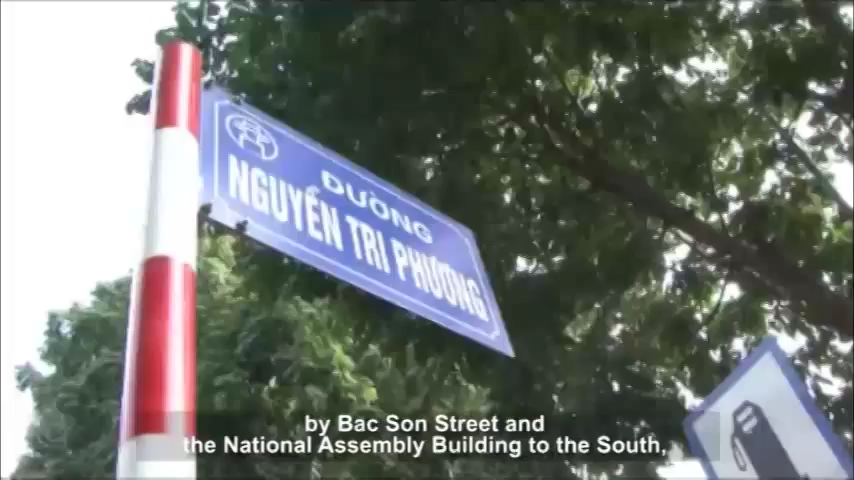 ĐƯỜNG
NGUYỄN TRI PHƯƠNG
by Bac Son Street and
the National Assembly Building to the South,